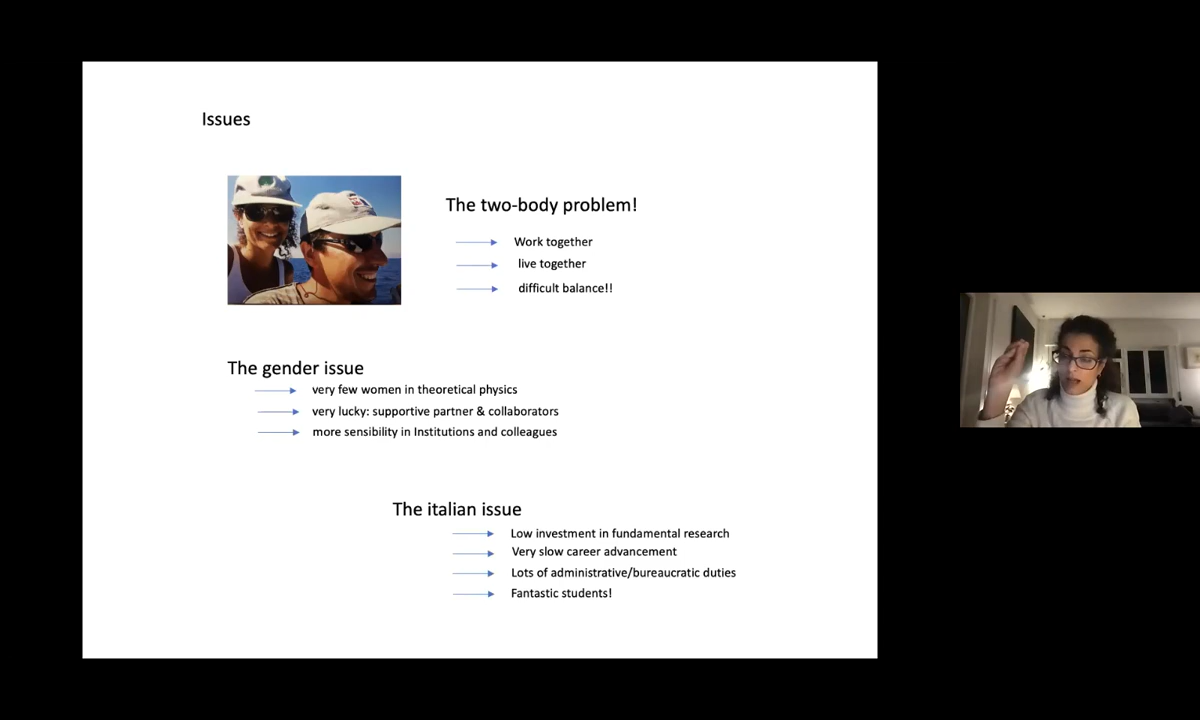 Issues
The two-body problem!
Work together
live together
difficult balance!!
The gender issue
very few women in theoretical physics
very lucky: supportive partner & collaborators
more sensibility in Institutions and colleagues
The italian issue
Low investment in fundamental research
Very slow career advancement
Lots of administrative/bureaucratic duties
Fantastic students!